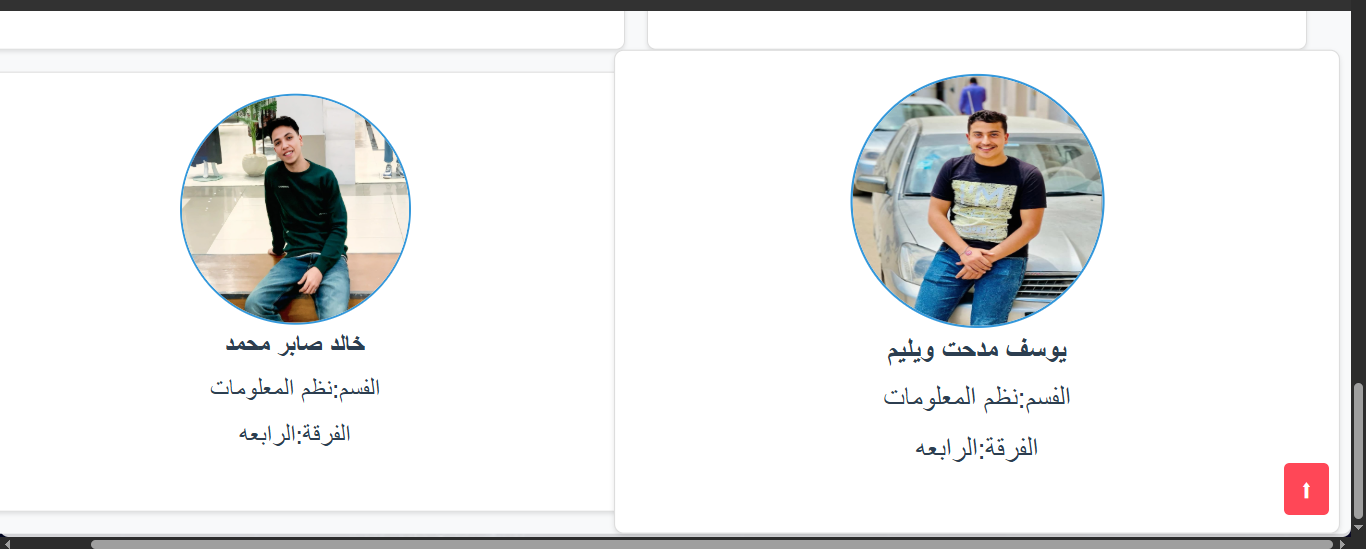 يوسف مدحت ويليم
الفسم:نظم المعلومات
الفرقة:الرابعه
خالد صابر محمد
الفسم:نظم المعلومات
الفرقة:الرابعه